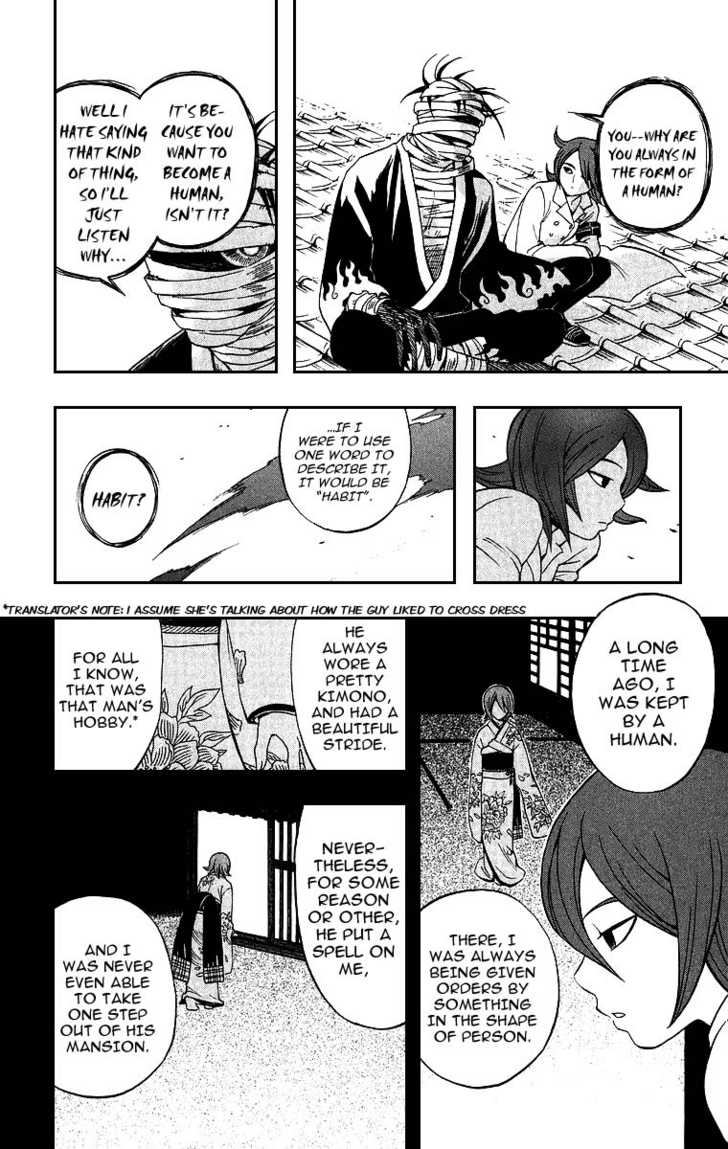 YOU--WHY ARE
YOU ALWAYS IN
THE FORM OF
A HUMAN?
IT'S BE-
CAUSE YOU
WANT TO
BECOME A
HUMAN,
ISN'T IT?
WELL I
HATE SAYING
THAT KIND
OF THING,
SO I'LL
JUST
LISTEN
WHY...
...IF I
WERE TO USE
ONE WORD TO
DESCRIBE IT,
IT WOULD BE
"HABIT".
HABIT?
*TRANSLATOR'S NOTE: I ASSUME SHE'S TALKING ABOUT HOW THE GUY LIKED TO CROSS DRESS
A LONG
TIME
AGO, I
WAS KEPT
BY A
HUMAN.
THERE, I
WAS ALWAYS
BEING GIVEN
ORDERS BY
SOMETHING
IN THE SHAPE
OF PERSON.
HE
ALWAYS
WORE A
PRETTY
KIMONO,
AND HAD A
BEAUTIFUL
STRIDE.
FOR ALL
I KNOW,
THAT WAS
THAT MAN'S
HOBBY.*
NEVER-
THELESS,
FOR SOME
REASON
OR OTHER,
HE PUT A
SPELL ON
ME,
AND I
WAS NEVER
EVEN ABLE
TO TAKE
ONE STEP
OUT OF HIS
MANSION.